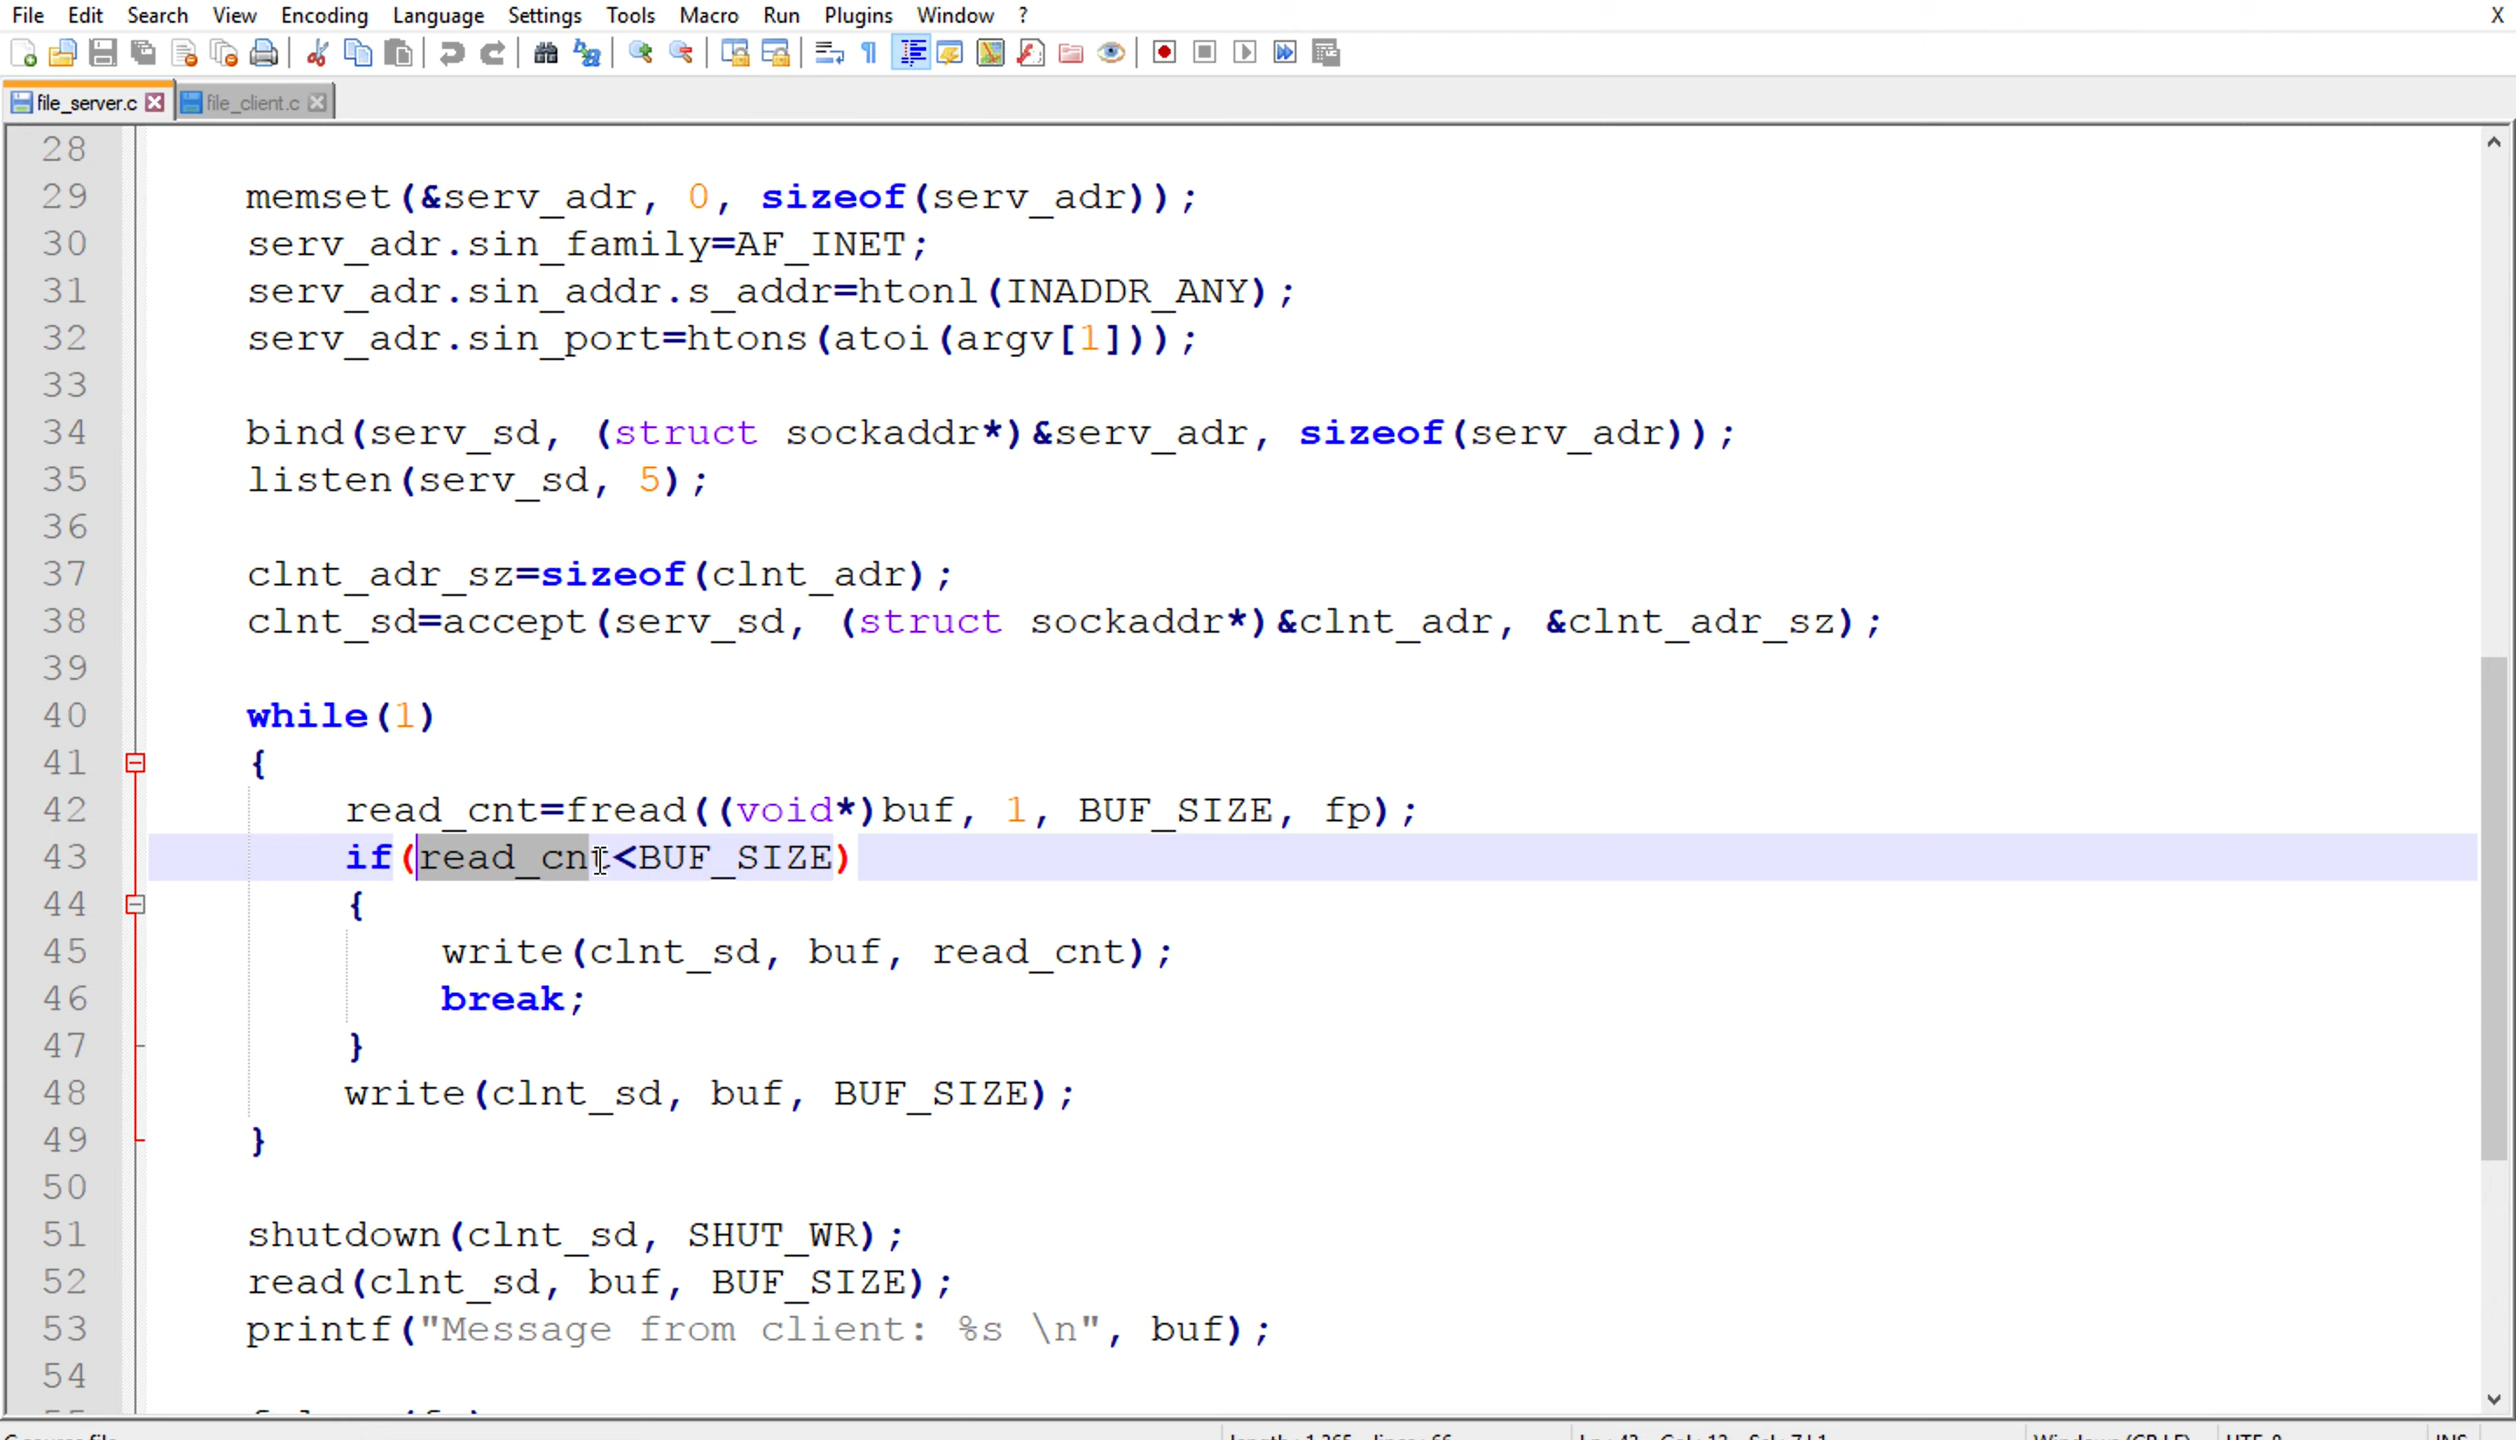 File Edit Search View Encoding Language Settings Tools Macro Run Plugins Window ? X
file_server.c file_client.c
28
29 memset(&serv_adr, 0, sizeof(serv_adr));
30 serv_adr.sin_family=AF_INET;
31 serv_adr.sin_addr.s_addr=htonl(INADDR_ANY);
32 serv_adr.sin_port=htons(atoi(argv[1]));
33
34 bind(serv_sd, (struct sockaddr*)&serv_adr, sizeof(serv_adr));
35 listen(serv_sd, 5);
36
37 clnt_adr_sz=sizeof(clnt_adr);
38 clnt_sd=accept(serv_sd, (struct sockaddr*)&clnt_adr, &clnt_adr_sz);
39
40 while(1)
41 {
42 read_cnt=fread((void*)buf, 1, BUF_SIZE, fp);
43 if(read_cnt<BUF_SIZE)
44 {
45 write(clnt_sd, buf, read_cnt);
46 break;
47 }
48 write(clnt_sd, buf, BUF_SIZE);
49 }
50
51 shutdown(clnt_sd, SHUT_WR);
52 read(clnt_sd, buf, BUF_SIZE);
53 printf("Message from client: %s \n", buf);
54